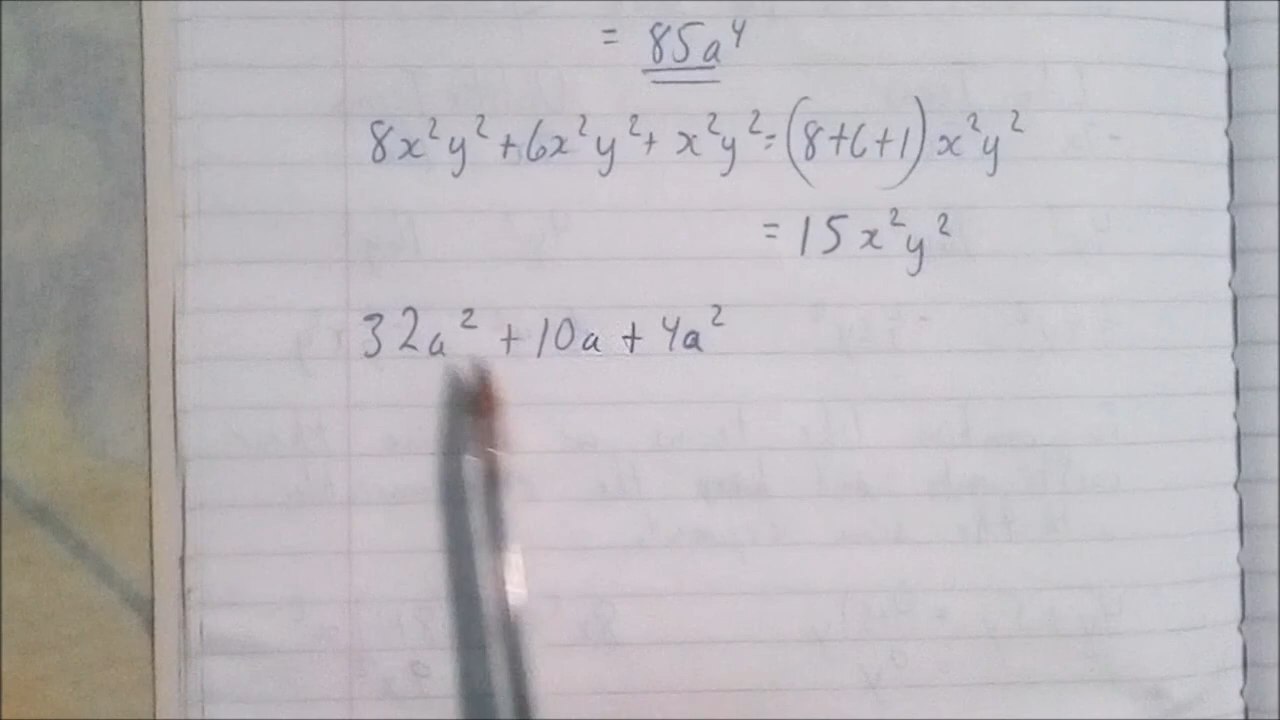 = 85a⁴
8x²y² + 6x²y² + x²y² = (8+6+1) x²y²
= 15x²y²
32a² + 10a + 4a²